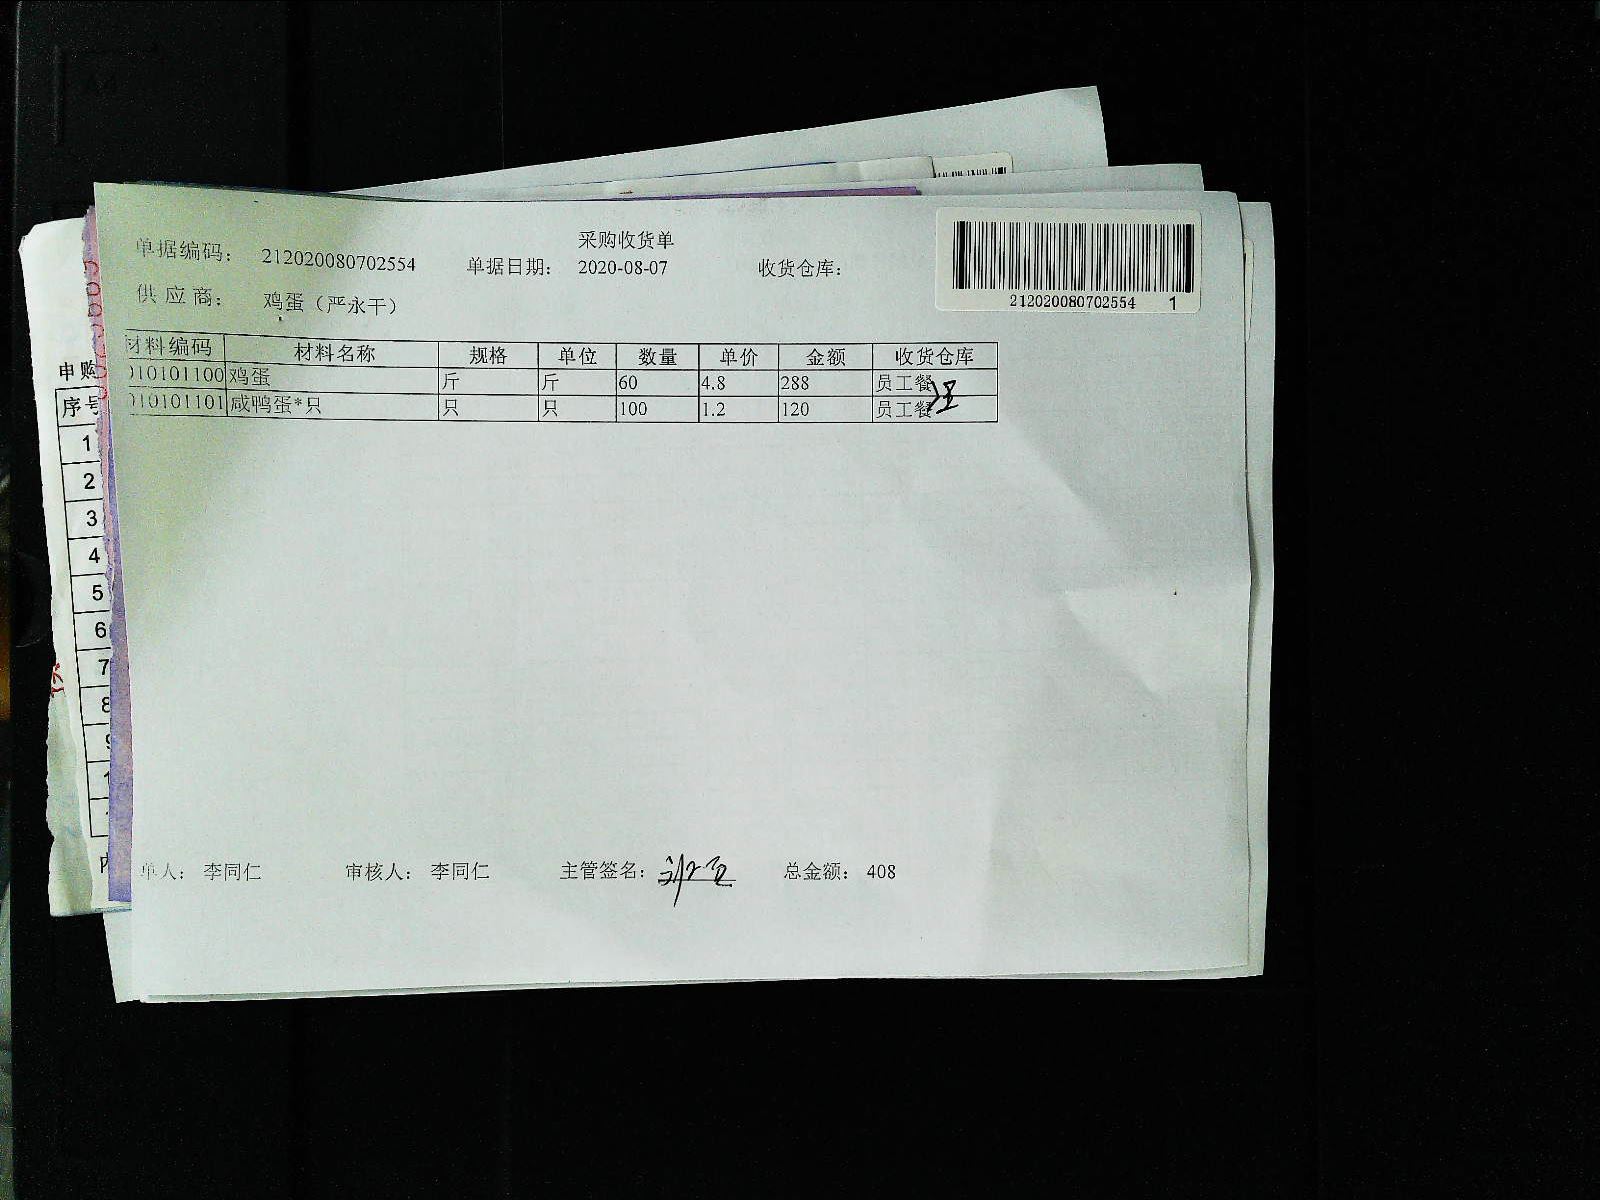 采购收货单
单据编码： 212020080702554 单据日期： 2020-08-07 收货仓库：
212020080702554 1
供应商： 鸡蛋（严永干）
材料编码 材料名称 规格 单位 数量 单价 金额 收货仓库
010101100 鸡蛋 斤 斤 60 4.8 288 员工餐
010101101 咸鸭蛋*只 只 只 100 1.2 120 员工餐
单人： 李同仁 审核人： 李同仁 主管签名： 总金额： 408
申购
序号
1
2
3
4
5
6
7
8
9
1